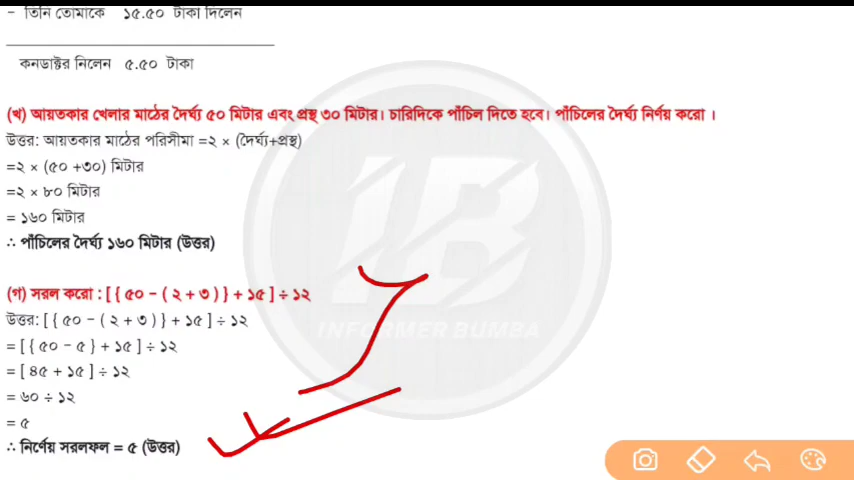 - তিনি তোমাকে ১৫.৫০ টাকা দিলেন
কনডাক্টর নিলেন ৫.৫০ টাকা
(খ) আয়তকার খেলার মাঠের দৈর্ঘ্য ৫০ মিটার এবং প্রস্থ ৩০ মিটার। চারিদিকে পাঁচিল দিতে হবে। পাঁচিলের দৈর্ঘ্য নির্ণয় করো ।
উত্তর: আয়তকার মাঠের পরিসীমা =২ × (দৈর্ঘ্য+প্রস্থ)
=২ × (৫০ +৩০) মিটার
=২ × ৮০ মিটার
= ১৬০ মিটার
∴ পাঁচিলের দৈর্ঘ্য ১৬০ মিটার (উত্তর)
(গ) সরল করো : [ { ৫০ − ( ২ + ৩ ) } + ১৫ ] ÷ ১২
উত্তর: [ { ৫০ − ( ২ + ৩ ) } + ১৫ ] ÷ ১২
= [ { ৫০ − ৫ } + ১৫ ] ÷ ১২
= [ ৪৫ + ১৫ ] ÷ ১২
= ৬০ ÷ ১২
= ৫
∴ নির্ণেয় সরলফল = ৫ (উত্তর)
IB
INFORMER BUMBA